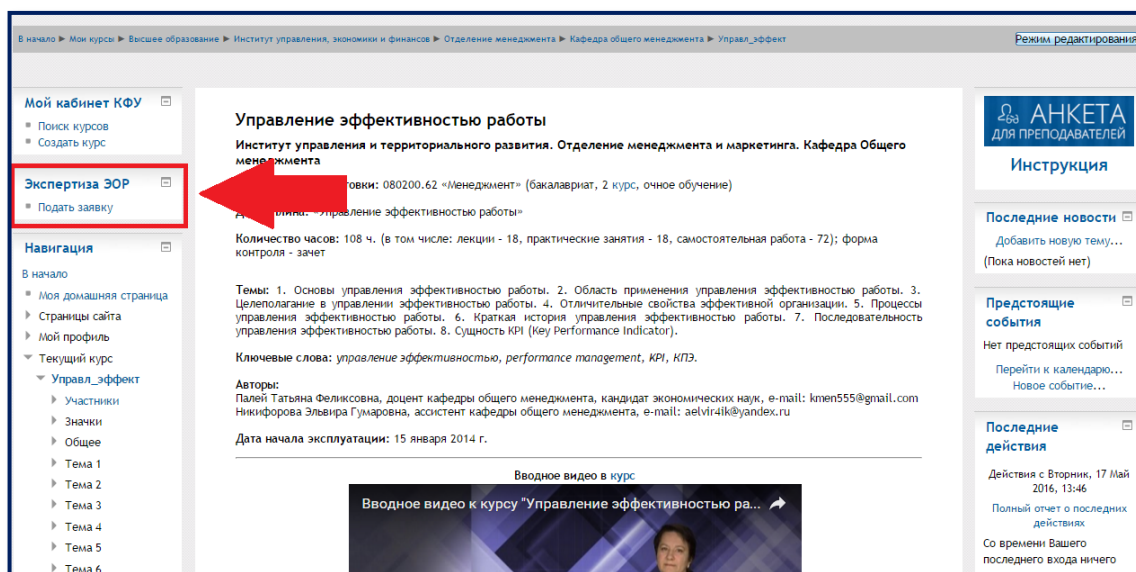 В начало ► Мои курсы ► Высшее образование ► Институт управления, экономики и финансов ► Отделение менеджмента ► Кафедра общего менеджмента ► Управл_эффект
Режим редактирования
Мой кабинет КФУ
Поиск курсов
Создать курс
Экспертиза ЭОР
Подать заявку
Навигация
В начало
Моя домашняя страница
Страницы сайта
Мой профиль
Текущий курс
Управл_эффект
Участники
Значки
Общее
Тема 1
Тема 2
Тема 3
Тема 4
Тема 5
Тема 6
Управление эффективностью работы
Институт управления и территориального развития. Отделение менеджмента и маркетинга. Кафедра Общего
менеджмента
товки: 080200.62 «Менеджмент» (бакалавриат, 2 курс, очное обучение)
«Управление эффективностью работы»
Количество часов: 108 ч. (в том числе: лекции - 18, практические занятия - 18, самостоятельная работа - 72); форма
контроля - зачет
Темы: 1. Основы управления эффективностью работы. 2. Область применения управления эффективностью работы. 3.
Целеполагание в управлении эффективностью работы. 4. Отличительные свойства эффективной организации. 5. Процессы
управления эффективностью работы. 6. Краткая история управления эффективностью работы. 7. Последовательность
управления эффективностью работы. 8. Сущность KPI (Key Performance Indicator).
Ключевые слова: управление эффективностью, performance management, KPI, КПЭ.
Авторы:
Палей Татьяна Феликсовна, доцент кафедры общего менеджмента, кандидат экономических наук, e-mail: kmen555@gmail.com
Никифорова Эльвира Гумаровна, ассистент кафедры общего менеджмента, e-mail: aelvir4ik@yandex.ru
Дата начала эксплуатации: 15 января 2014 г.
Вводное видео в курс
Вводное видео к курсу "Управление эффективностью ра...
АНКЕТА
ДЛЯ ПРЕПОДАВАТЕЛЕЙ
Инструкция
Последние новости
Добавить новую тему...
(Пока новостей нет)
Предстоящие
события
Нет предстоящих событий
Перейти к календарю...
Новое событие...
Последние
действия
Действия с Вторник, 17 Май
2016, 13:46
Полный отчет о последних
действиях
Со времени Вашего
последнего входа ничего